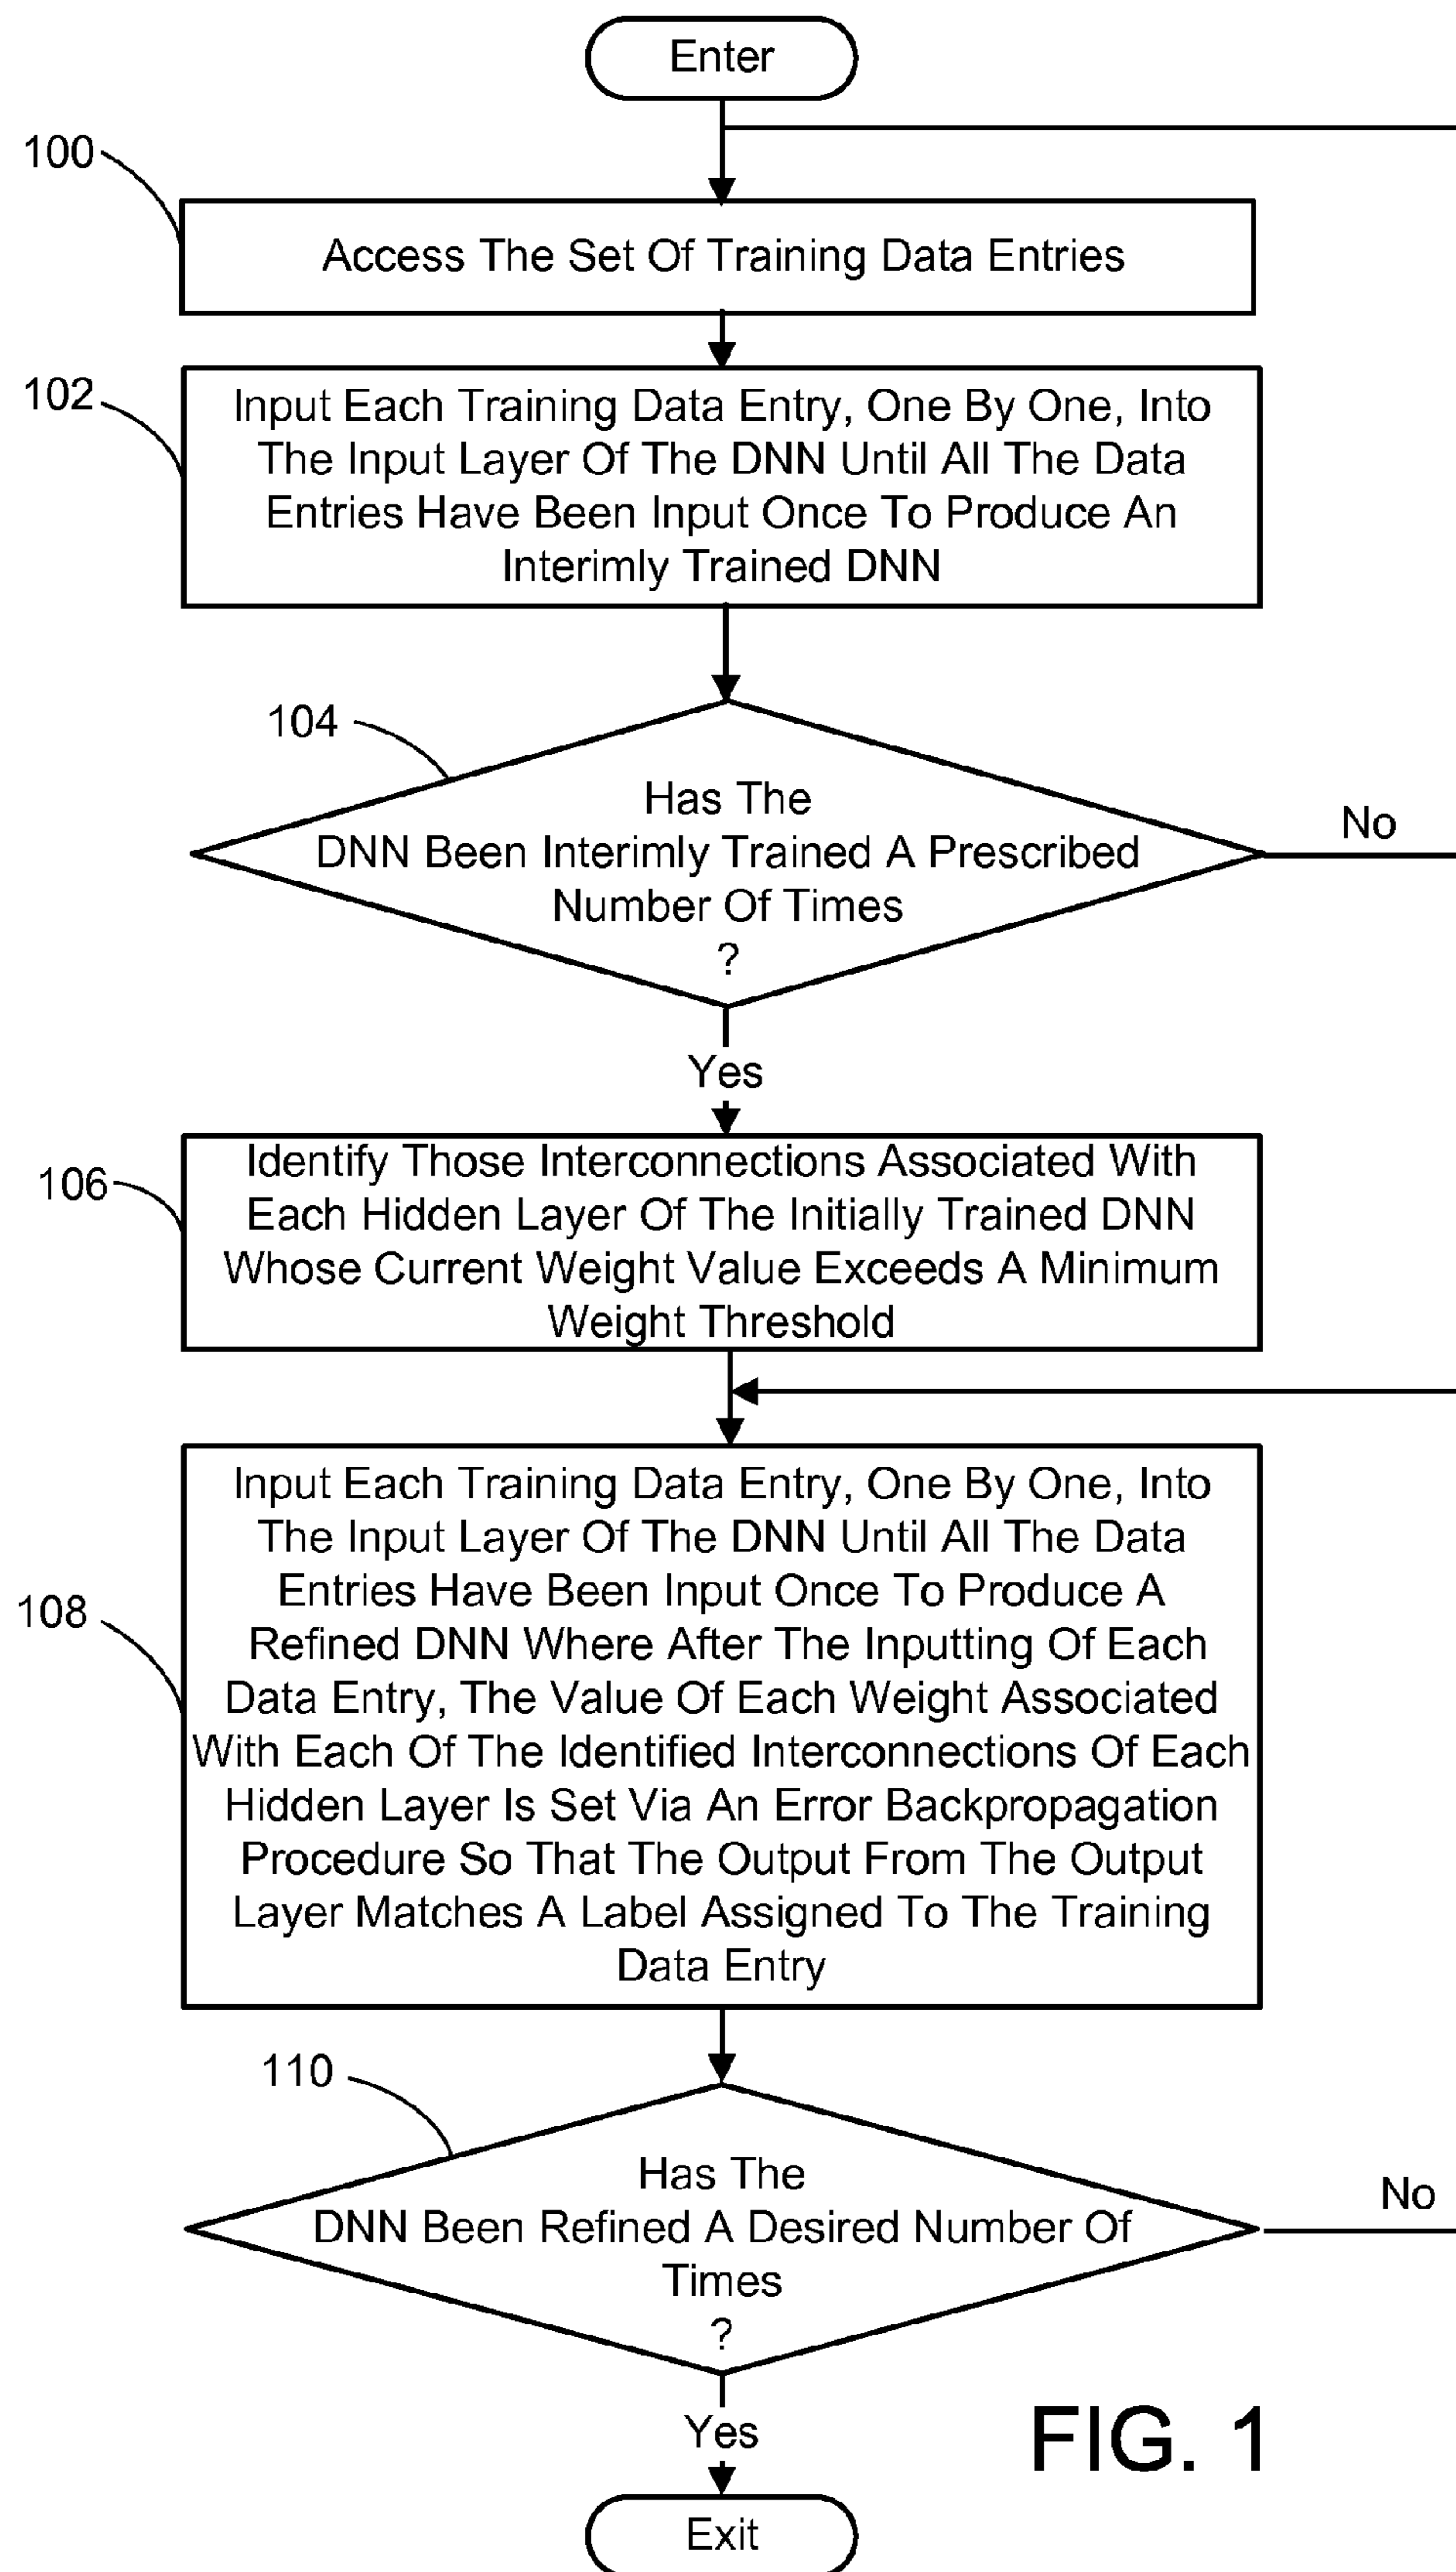 Enter
100
Access The Set Of Training Data Entries
102
Input Each Training Data Entry, One By One, Into
The Input Layer Of The DNN Until All The Data
Entries Have Been Input Once To Produce An
Interimly Trained DNN
104
Has The
DNN Been Interimly Trained A Prescribed
Number Of Times
?
No
Yes
106
Identify Those Interconnections Associated With
Each Hidden Layer Of The Initially Trained DNN
Whose Current Weight Value Exceeds A Minimum
Weight Threshold
108
Input Each Training Data Entry, One By One, Into
The Input Layer Of The DNN Until All The Data
Entries Have Been Input Once To Produce A
Refined DNN Where After The Inputting Of Each
Data Entry, The Value Of Each Weight Associated
With Each Of The Identified Interconnections Of Each
Hidden Layer Is Set Via An Error Backpropagation
Procedure So That The Output From The Output
Layer Matches A Label Assigned To The Training
Data Entry
110
Has The
DNN Been Refined A Desired Number Of
Times
?
No
Yes
FIG. 1
Exit